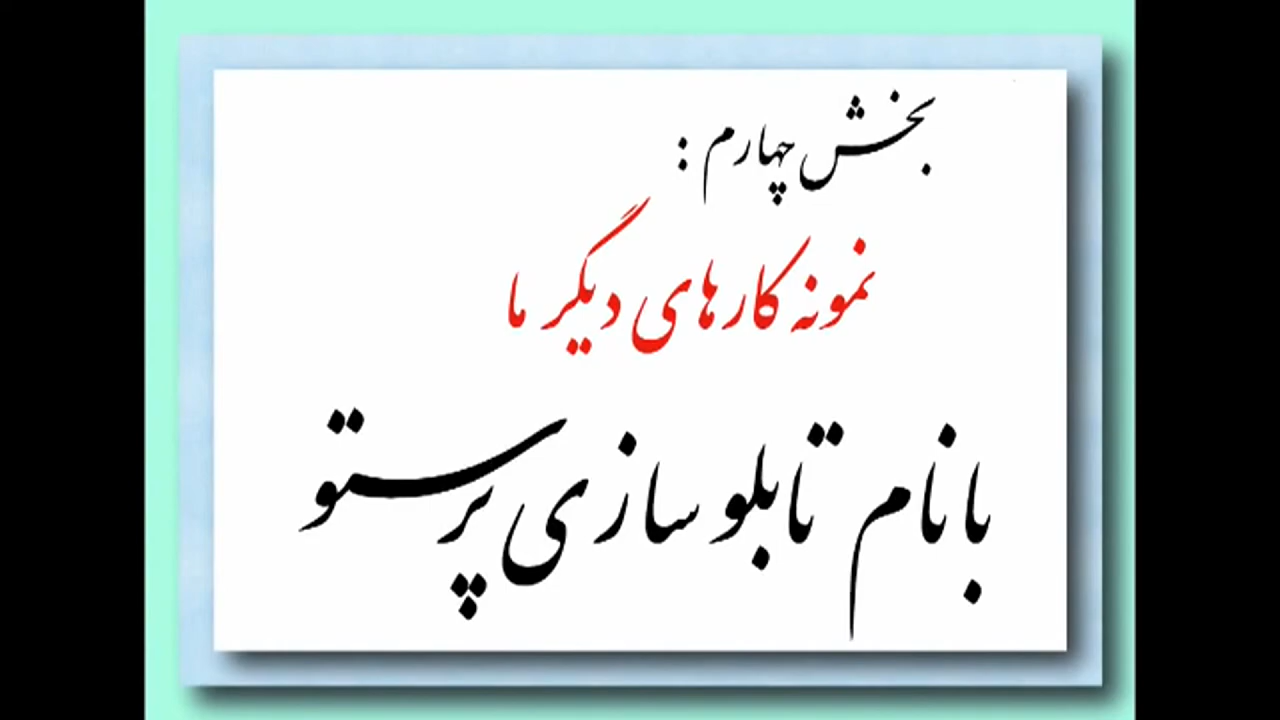 بخش چهارم :
نمونه کارهای دیگر ما
با نام تابلو سازی پرستو